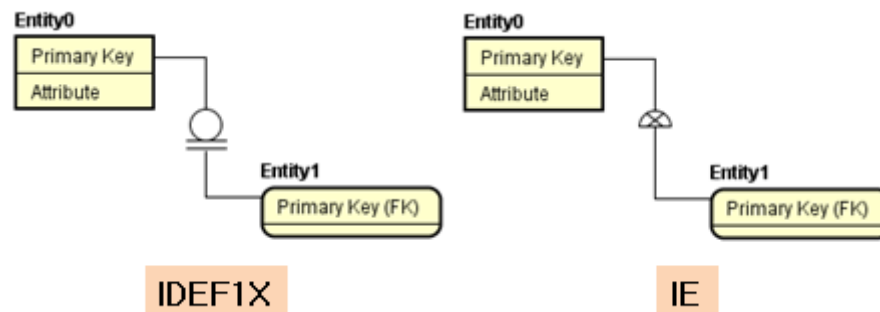 Entity0
Primary Key
Attribute
Entity1
Primary Key (FK)
IDEF1X
Entity0
Primary Key
Attribute
Entity1
Primary Key (FK)
IE